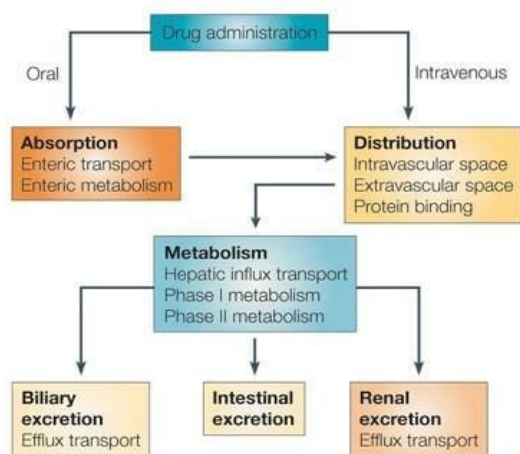 Drug administration
Oral
Intravenous
Absorption
Enteric transport
Enteric metabolism
Distribution
Intravascular space
Extravascular space
Protein binding
Metabolism
Hepatic influx transport
Phase I metabolism
Phase II metabolism
Biliary
excretion
Efflux transport
Intestinal
excretion
Renal
excretion
Efflux transport